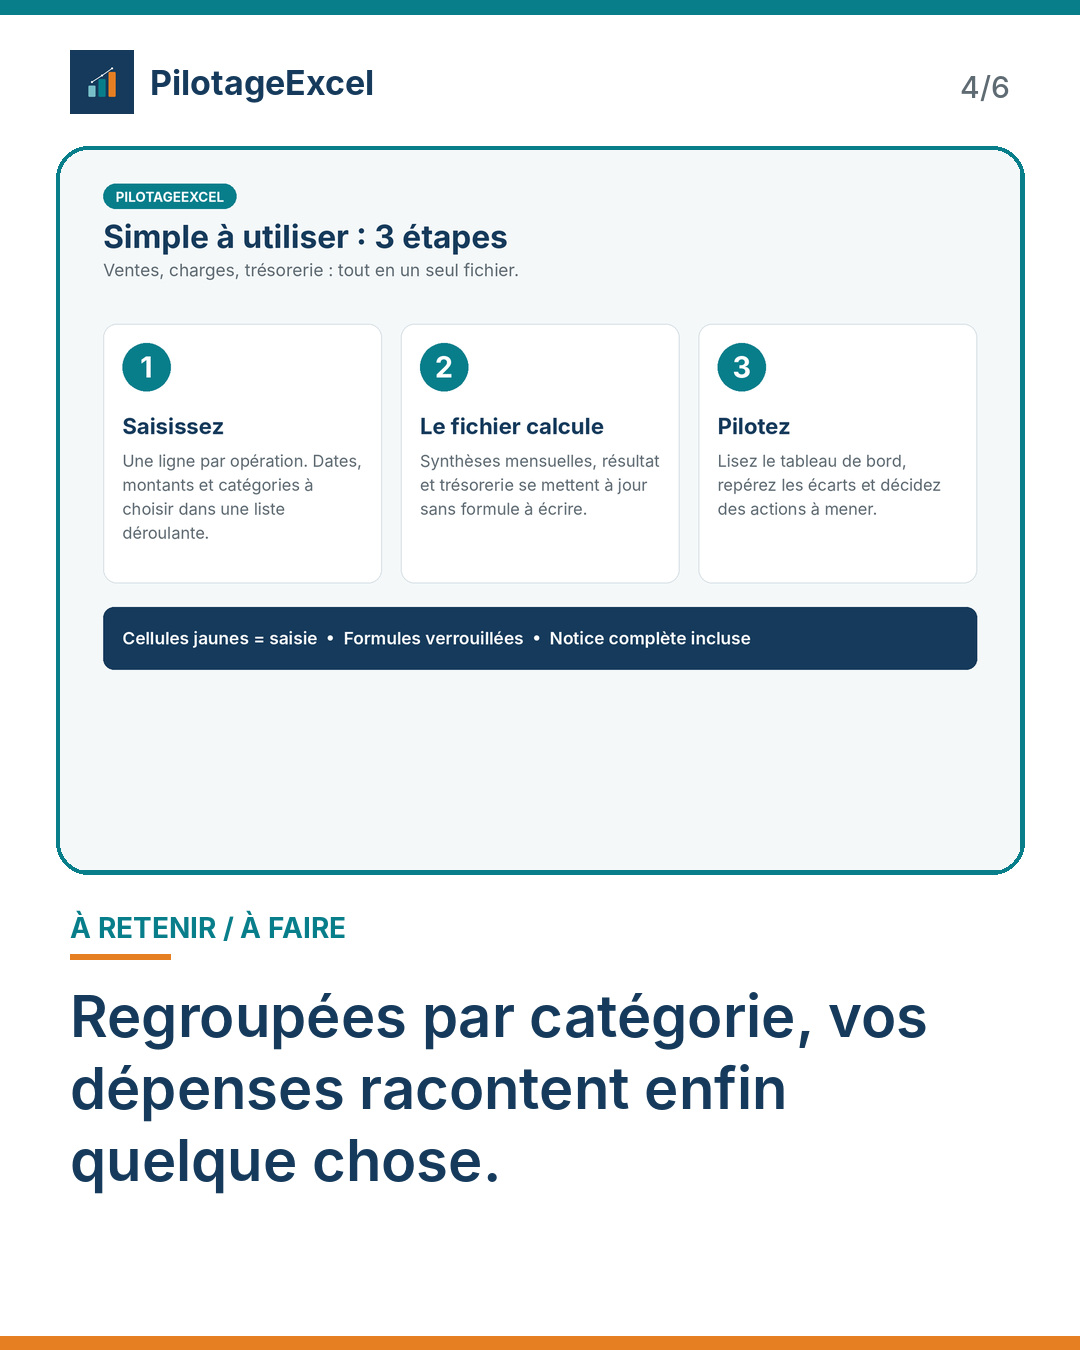 PilotageExcel
4/6
PILOTAGEEXCEL
Simple à utiliser : 3 étapes
Ventes, charges, trésorerie : tout en un seul fichier.
1
Saisissez
Une ligne par opération. Dates,
montants et catégories à
choisir dans une liste
déroulante.
2
Le fichier calcule
Synthèses mensuelles, résultat
et trésorerie se mettent à jour
sans formule à écrire.
3
Pilotez
Lisez le tableau de bord,
repérez les écarts et décidez
des actions à mener.
Cellules jaunes = saisie • Formules verrouillées • Notice complète incluse
À RETENIR / À FAIRE
Regroupées par catégorie, vos
dépenses racontent enfin
quelque chose.